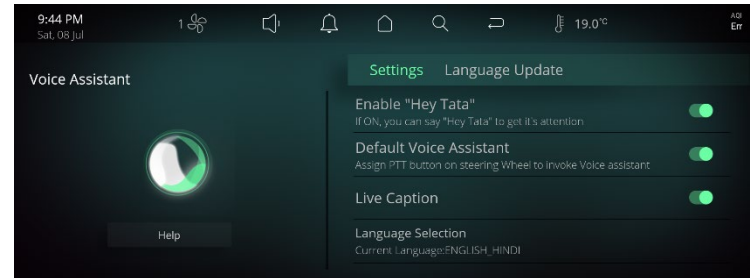 9:44 PM
Sat, 08 Jul
1
19.0°C
AQI
Err
Voice Assistant
Help
Settings Language Update
Enable "Hey Tata"
If ON, you can say "Hey Tata" to get it's attention
Default Voice Assistant
Assign PTT button on steering Wheel to invoke Voice assistant
Live Caption
Language Selection
Current Language:ENGLISH_HINDI